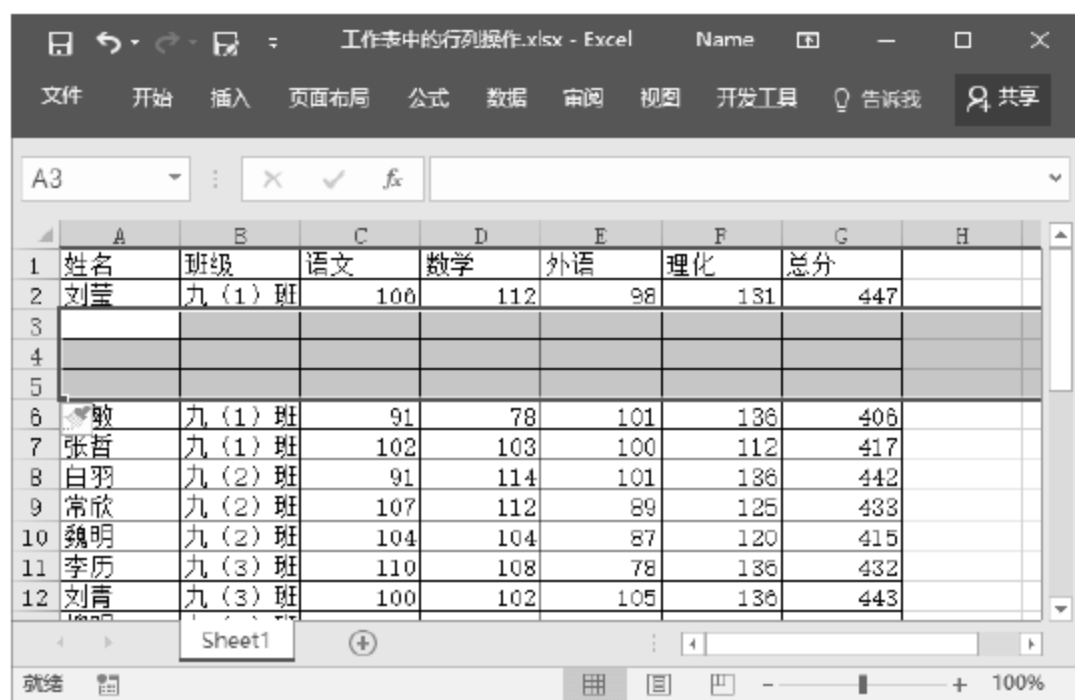 工作表中的行列操作.xlsx - Excel Name
文件 开始 插入 页面布局 公式 数据 审阅 视图 开发工具 告诉我 共享
A3 fx
A B C D E F G H
1 姓名 班级 语文 数学 外语 理化 总分
2 刘莹 九（1）班 106 112 98 131 447
3
4
5
6 敏 九（1）班 91 78 101 136 406
7 张哲 九（1）班 102 103 100 112 417
8 白羽 九（2）班 91 114 101 136 442
9 常欣 九（2）班 107 112 89 125 433
10 魏明 九（2）班 104 104 87 120 415
11 李历 九（3）班 110 108 78 136 432
12 刘青 九（3）班 100 102 105 136 443
Sheet1
就绪 100%